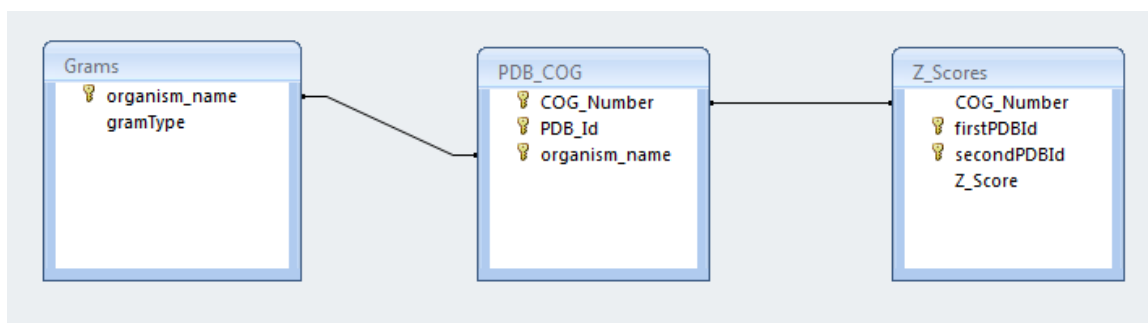 Grams
organism_name
gramType
PDB_COG
COG_Number
PDB_Id
organism_name
Z_Scores
COG_Number
firstPDBId
secondPDBId
Z_Score